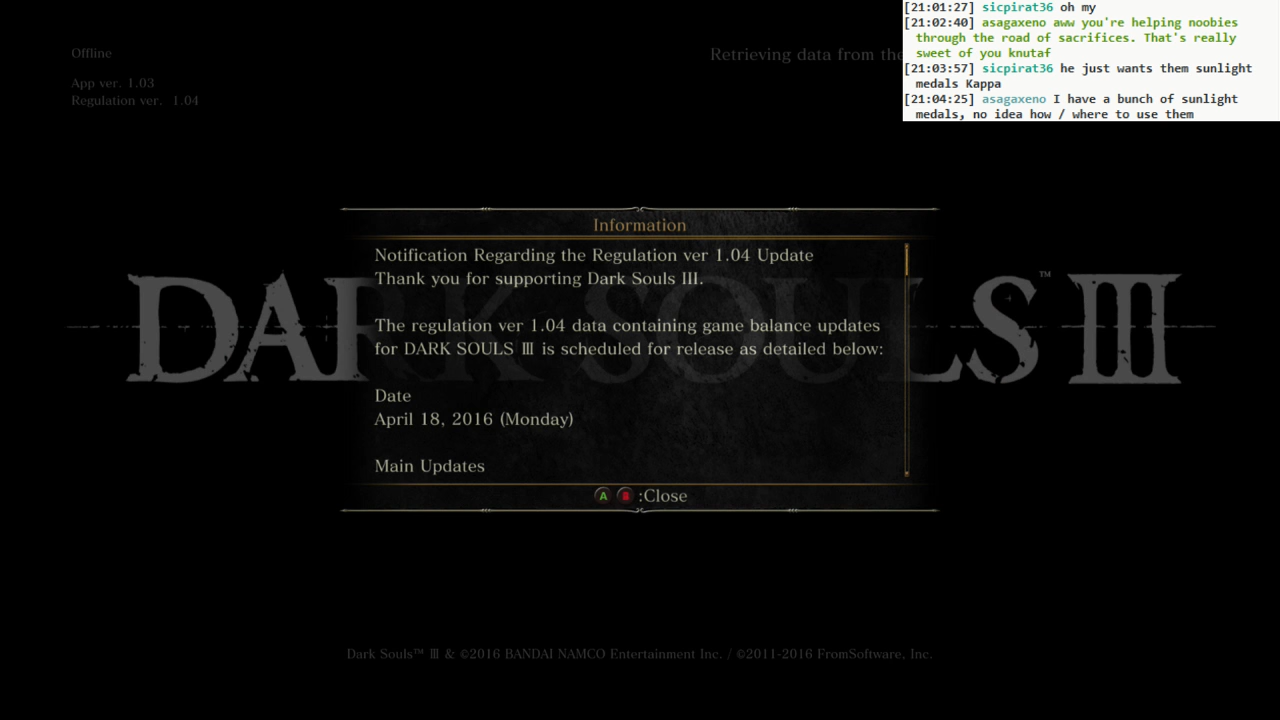 [21:01:27] sicpirat36 oh my
[21:02:40] asagaxeno aww you're helping noobies
through the road of sacrifices. That's really
sweet of you knutaf
[21:03:57] sicpirat36 he just wants them sunlight
medals Kappa
[21:04:25] asagaxeno I have a bunch of sunlight
medals, no idea how / where to use them
Offline
Retrieving data from the
App ver. 1.03
Regulation ver. 1.04
Information
Notification Regarding the Regulation ver 1.04 Update
Thank you for supporting Dark Souls III.
The regulation ver 1.04 data containing game balance updates
for DARK SOULS III is scheduled for release as detailed below:
Date
April 18, 2016 (Monday)
Main Updates
A B :Close
DARK SOULS III™
Dark Souls™ III & ©2016 BANDAI NAMCO Entertainment Inc. / ©2011-2016 FromSoftware, Inc.